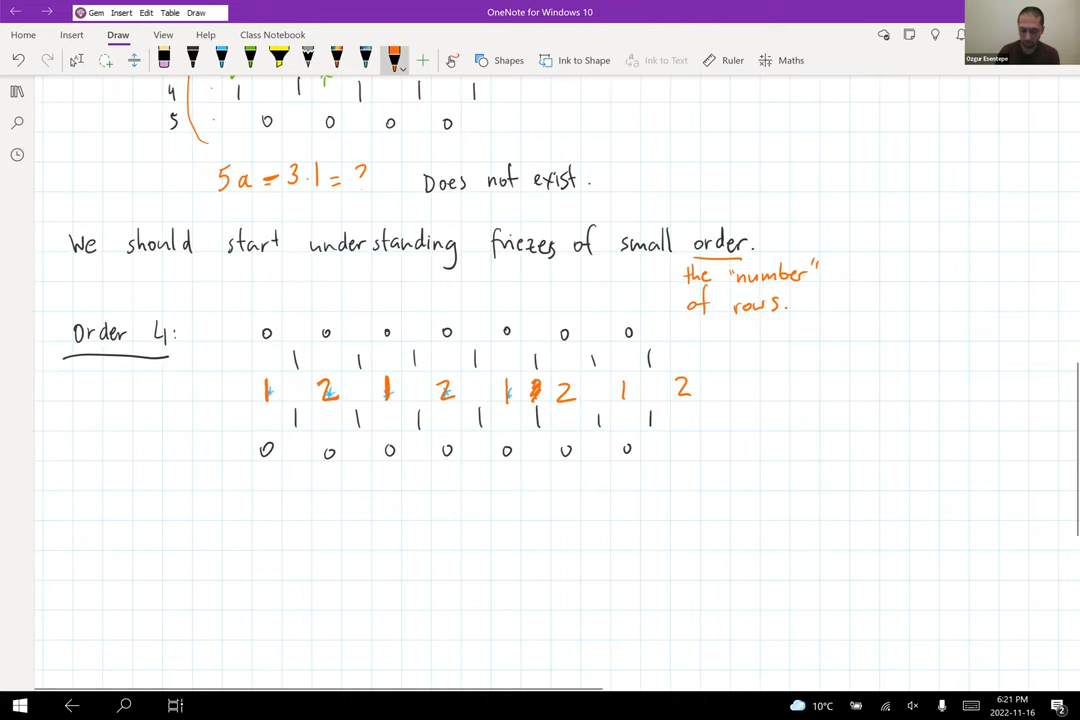 OneNote for Windows 10
Gem Insert Edit Table Draw
Home Insert Draw View Help Class Notebook
Shapes Ink to Shape Ink to Text Ruler Maths
Ozgur Esentepe
4 1 1 1 1 1
5 0 0 0 0
5a - 3.1 = ? Does not exist.
We should start understanding friezes of small order.
the "number"
of rows.
Order 4: 0 0 0 0 0 0 0
1 1 1 1 1 1 1
1 2 1 2 1 2 1 2
1 1 1 1 1 1 1
0 0 0 0 0 0 0
10°C
6:21 PM
2022-11-16
2